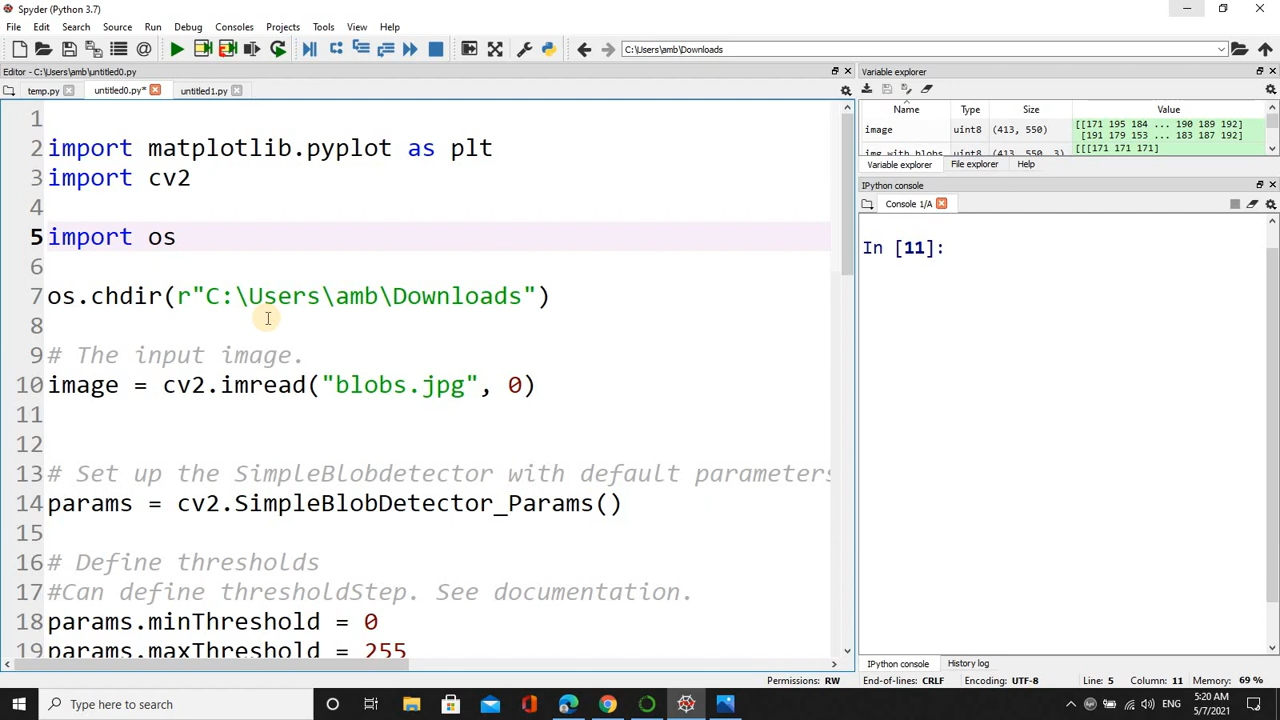 Spyder (Python 3.7)
File Edit Search Source Run Debug Consoles Projects Tools View Help
C:\Users\amb\Downloads
Editor - C:\Users\amb\untitled0.py
temp.py untitled0.py* untitled1.py
1
2 import matplotlib.pyplot as plt
3 import cv2
4
5 import os
6
7 os.chdir(r"C:\Users\amb\Downloads")
8
9 # The input image.
10 image = cv2.imread("blobs.jpg", 0)
11
12
13 # Set up the SimpleBlobdetector with default parameters
14 params = cv2.SimpleBlobDetector_Params()
15
16 # Define thresholds
17 #Can define thresholdStep. See documentation.
18 params.minThreshold = 0
19 params.maxThreshold = 255
Variable explorer
Name Type Size Value
image uint8 (413, 550) [[171 195 184 ... 190 189 192]
[191 179 153 ... 183 187 192]
img_with_blobs uint8 (413, 550, 3) [[[171 171 171]
Variable explorer File explorer Help
IPython console
Console 1/A
In [11]:
IPython console History log
Permissions: RW End-of-lines: CRLF Encoding: UTF-8 Line: 5 Column: 11 Memory: 69 %
Type here to search
ENG
5:20 AM
5/7/2021